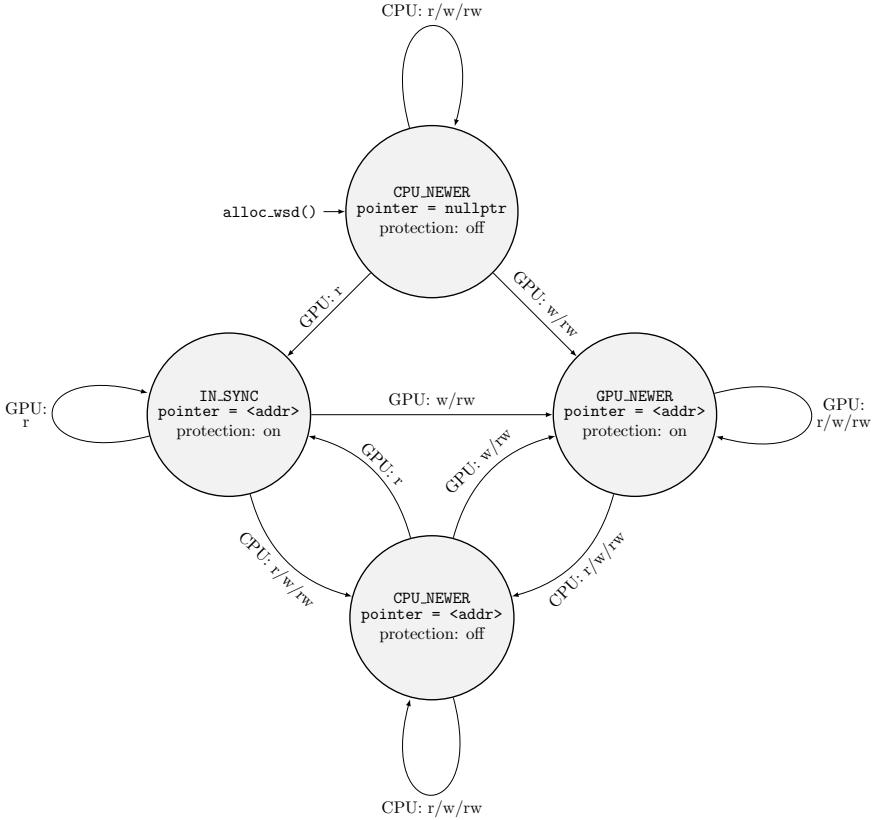 CPU: r/w/rw
CPU_NEWER
pointer = nullptr
protection: off
alloc_wsd()
GPU: r
GPU: w/rw
IN_SYNC
pointer = <addr>
protection: on
GPU: w/rw
GPU_NEWER
pointer = <addr>
protection: on
GPU:
r
GPU:
r/w/rw
GPU: r
GPU: w/rw
CPU: r/w/rw
CPU: r/w/rw
CPU_NEWER
pointer = <addr>
protection: off
CPU: r/w/rw